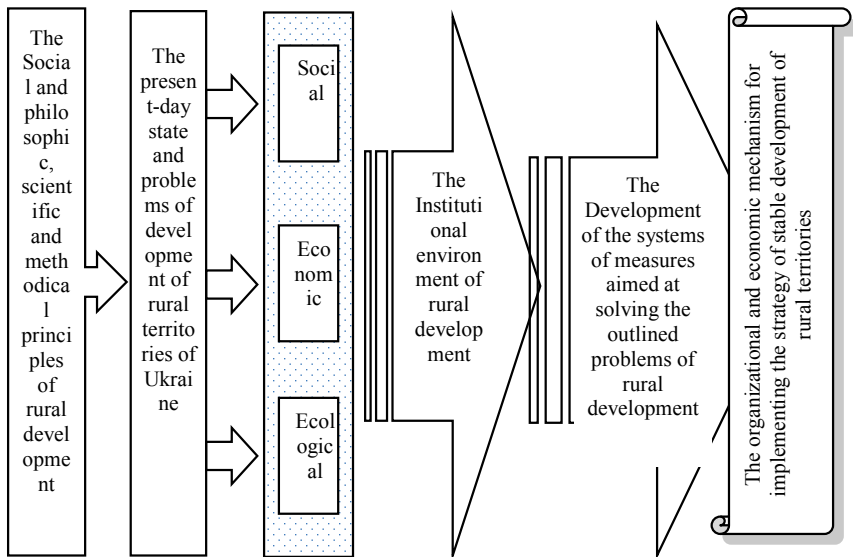 The
Socia
l and
philo
sophi
c,
scient
ific
and
meth
odica
l
princi
ples
of
rural
devel
opme
nt
The
presen
t-day
state
and
proble
ms of
devel
opme
nt of
rural
territo
ries of
Ukrai
ne
Soci
al
Eco
nom
ic
Ecol
ogic
al
The
Instituti
onal
environ
ment of
rural
develop
ment
The
Development
of the systems
of measures
aimed at
solving the
outlined
problems of
rural
development
The organizational and economic mechanism for
implementing the strategy of stable development of
rural territories